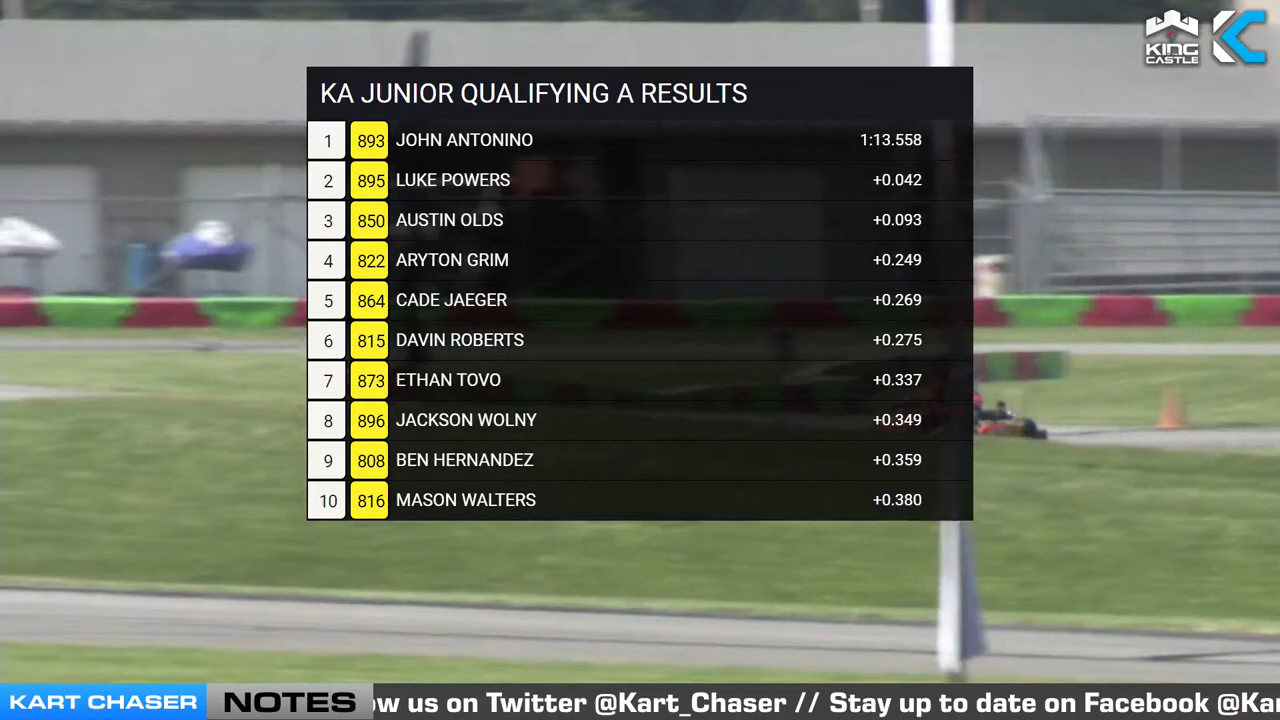 KING
CASTLE
KC
KA JUNIOR QUALIFYING A RESULTS
1 893 JOHN ANTONINO 1:13.558
2 895 LUKE POWERS +0.042
3 850 AUSTIN OLDS +0.093
4 822 ARYTON GRIM +0.249
5 864 CADE JAEGER +0.269
6 815 DAVIN ROBERTS +0.275
7 873 ETHAN TOVO +0.337
8 896 JACKSON WOLNY +0.349
9 808 BEN HERNANDEZ +0.359
10 816 MASON WALTERS +0.380
KART CHASER NOTES ow us on Twitter @Kart_Chaser // Stay up to date on Facebook @Kar